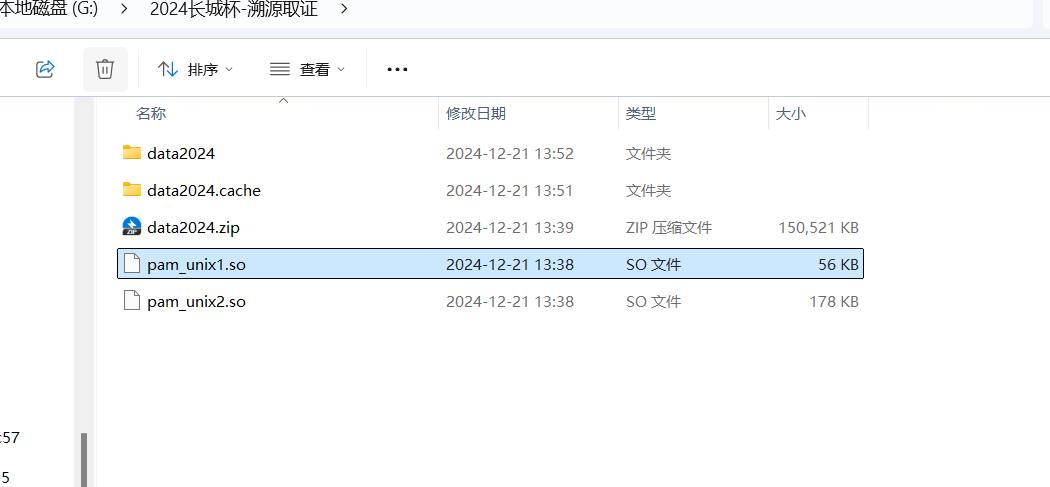 本地磁盘 (G:) > 2024长城杯-溯源取证 >
排序 查看 ...
名称 修改日期 类型 大小
data2024 2024-12-21 13:52 文件夹
data2024.cache 2024-12-21 13:51 文件夹
data2024.zip 2024-12-21 13:39 ZIP 压缩文件 150,521 KB
pam_unix1.so 2024-12-21 13:38 SO 文件 56 KB
pam_unix2.so 2024-12-21 13:38 SO 文件 178 KB
:57
5